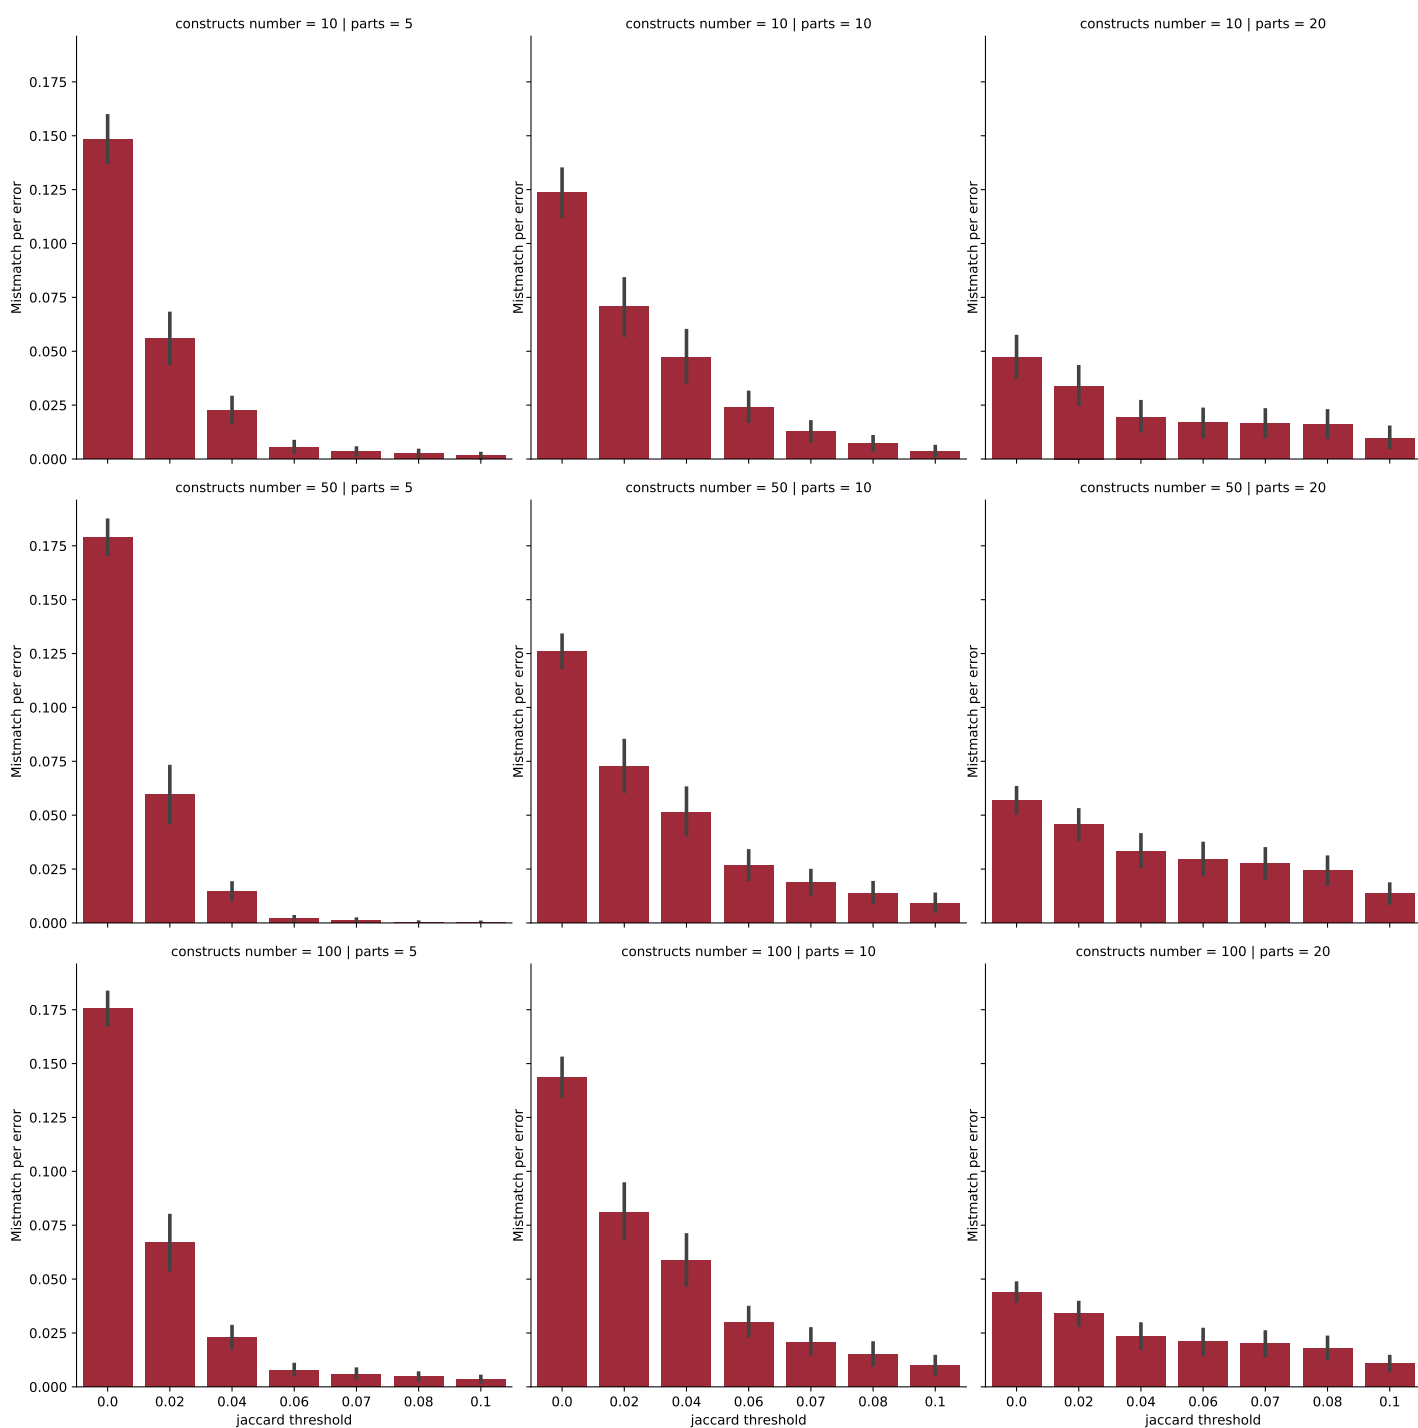 constructs number = 10 | parts = 5
constructs number = 10 | parts = 10
constructs number = 10 | parts = 20
Mistmatch per error
0.175
0.150
0.125
0.100
0.075
0.050
0.025
0.000
Mistmatch per error
Mistmatch per error
constructs number = 50 | parts = 5
constructs number = 50 | parts = 10
constructs number = 50 | parts = 20
Mistmatch per error
0.175
0.150
0.125
0.100
0.075
0.050
0.025
0.000
Mistmatch per error
Mistmatch per error
constructs number = 100 | parts = 5
constructs number = 100 | parts = 10
constructs number = 100 | parts = 20
Mistmatch per error
0.175
0.150
0.125
0.100
0.075
0.050
0.025
0.000
Mistmatch per error
Mistmatch per error
0.0 0.02 0.04 0.06 0.07 0.08 0.1
jaccard threshold
0.0 0.02 0.04 0.06 0.07 0.08 0.1
jaccard threshold
0.0 0.02 0.04 0.06 0.07 0.08 0.1
jaccard threshold